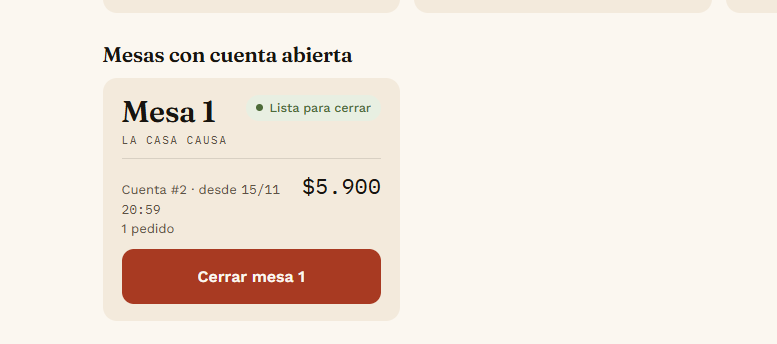 Mesas con cuenta abierta
Mesa 1
Lista para cerrar
LA CASA CAUSA
Cuenta #2 · desde 15/11
20:59
$5.900
1 pedido
Cerrar mesa 1